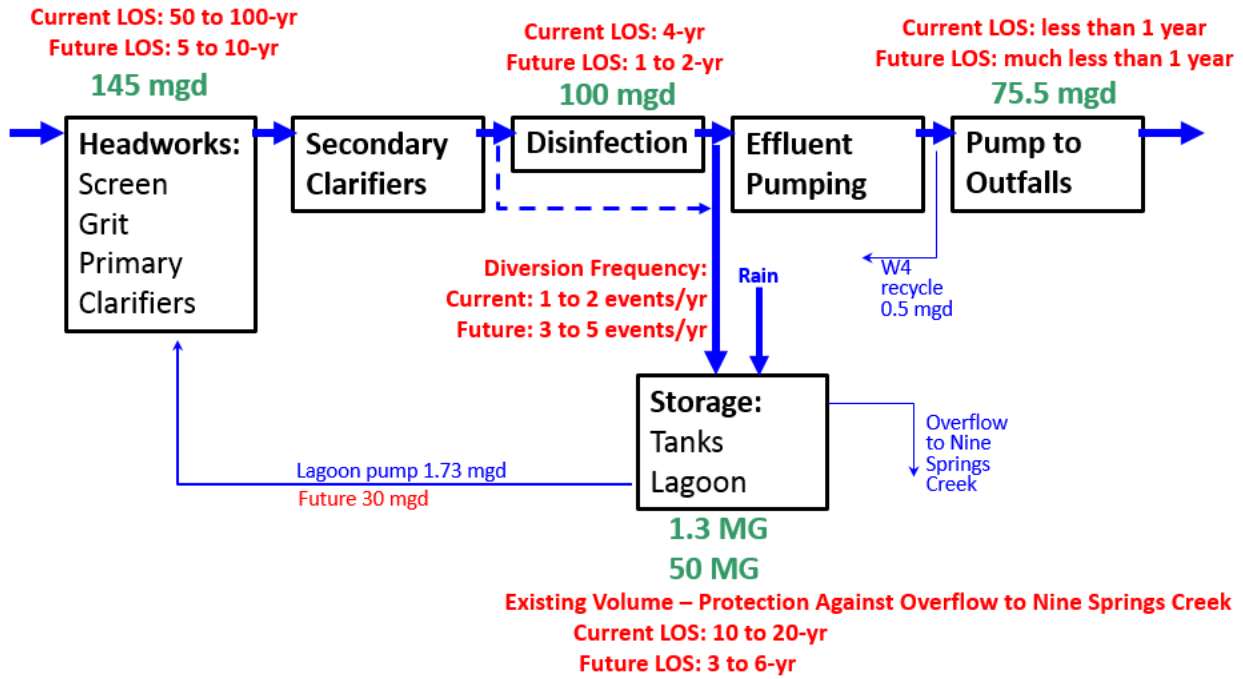 Current LOS: 50 to 100-yr
Future LOS: 5 to 10-yr
145 mgd
Current LOS: 4-yr
Future LOS: 1 to 2-yr
100 mgd
Current LOS: less than 1 year
Future LOS: much less than 1 year
75.5 mgd
Headworks:
Screen
Grit
Primary
Clarifiers
Secondary
Clarifiers
Disinfection
Effluent
Pumping
Pump to
Outfalls
W4
recycle
0.5 mgd
Diversion Frequency:
Current: 1 to 2 events/yr
Future: 3 to 5 events/yr
Rain
Storage:
Tanks
Lagoon
Overflow
to Nine
Springs
Creek
Lagoon pump 1.73 mgd
Future 30 mgd
1.3 MG
50 MG
Existing Volume – Protection Against Overflow to Nine Springs Creek
Current LOS: 10 to 20-yr
Future LOS: 3 to 6-yr